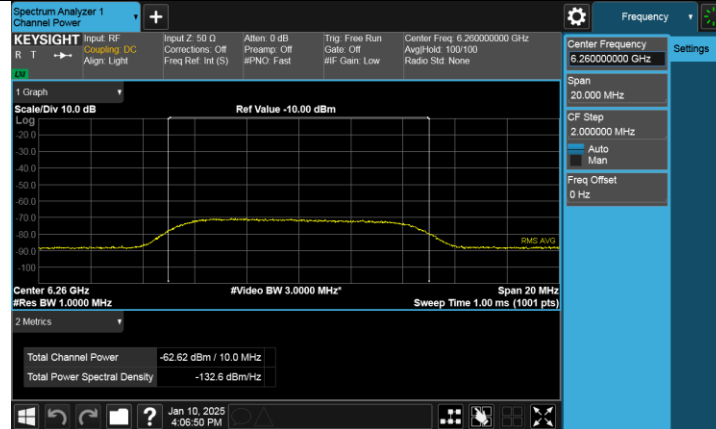 Spectrum Analyzer 1
Channel Power
+
Frequency
KEYSIGHT
R T
LXI
Input: RF
Coupling: DC
Align: Light
Input Z: 50 Ω
Corrections: Off
Freq Ref: Int (S)
Atten: 0 dB
Preamp: Off
#PNO: Fast
Trig: Free Run
Gate: Off
#IF Gain: Low
Center Freq: 6.260000000 GHz
Avg|Hold: 100/100
Radio Std: None
Center Frequency
6.260000000 GHz
Settings
Span
20.000 MHz
CF Step
2.000000 MHz
Auto
Man
Freq Offset
0 Hz
1 Graph
Scale/Div 10.0 dB
Ref Value -10.00 dBm
Log
-20.0
-30.0
-40.0
-50.0
-60.0
-70.0
-80.0
-90.0
-100
RMS AVG
Center 6.26 GHz
#Video BW 3.0000 MHz*
Span 20 MHz
#Res BW 1.0000 MHz
Sweep Time 1.00 ms (1001 pts)
2 Metrics
Total Channel Power
-62.62 dBm / 10.0 MHz
Total Power Spectral Density
-132.6 dBm/Hz
?
Jan 10, 2025
4:06:50 PM